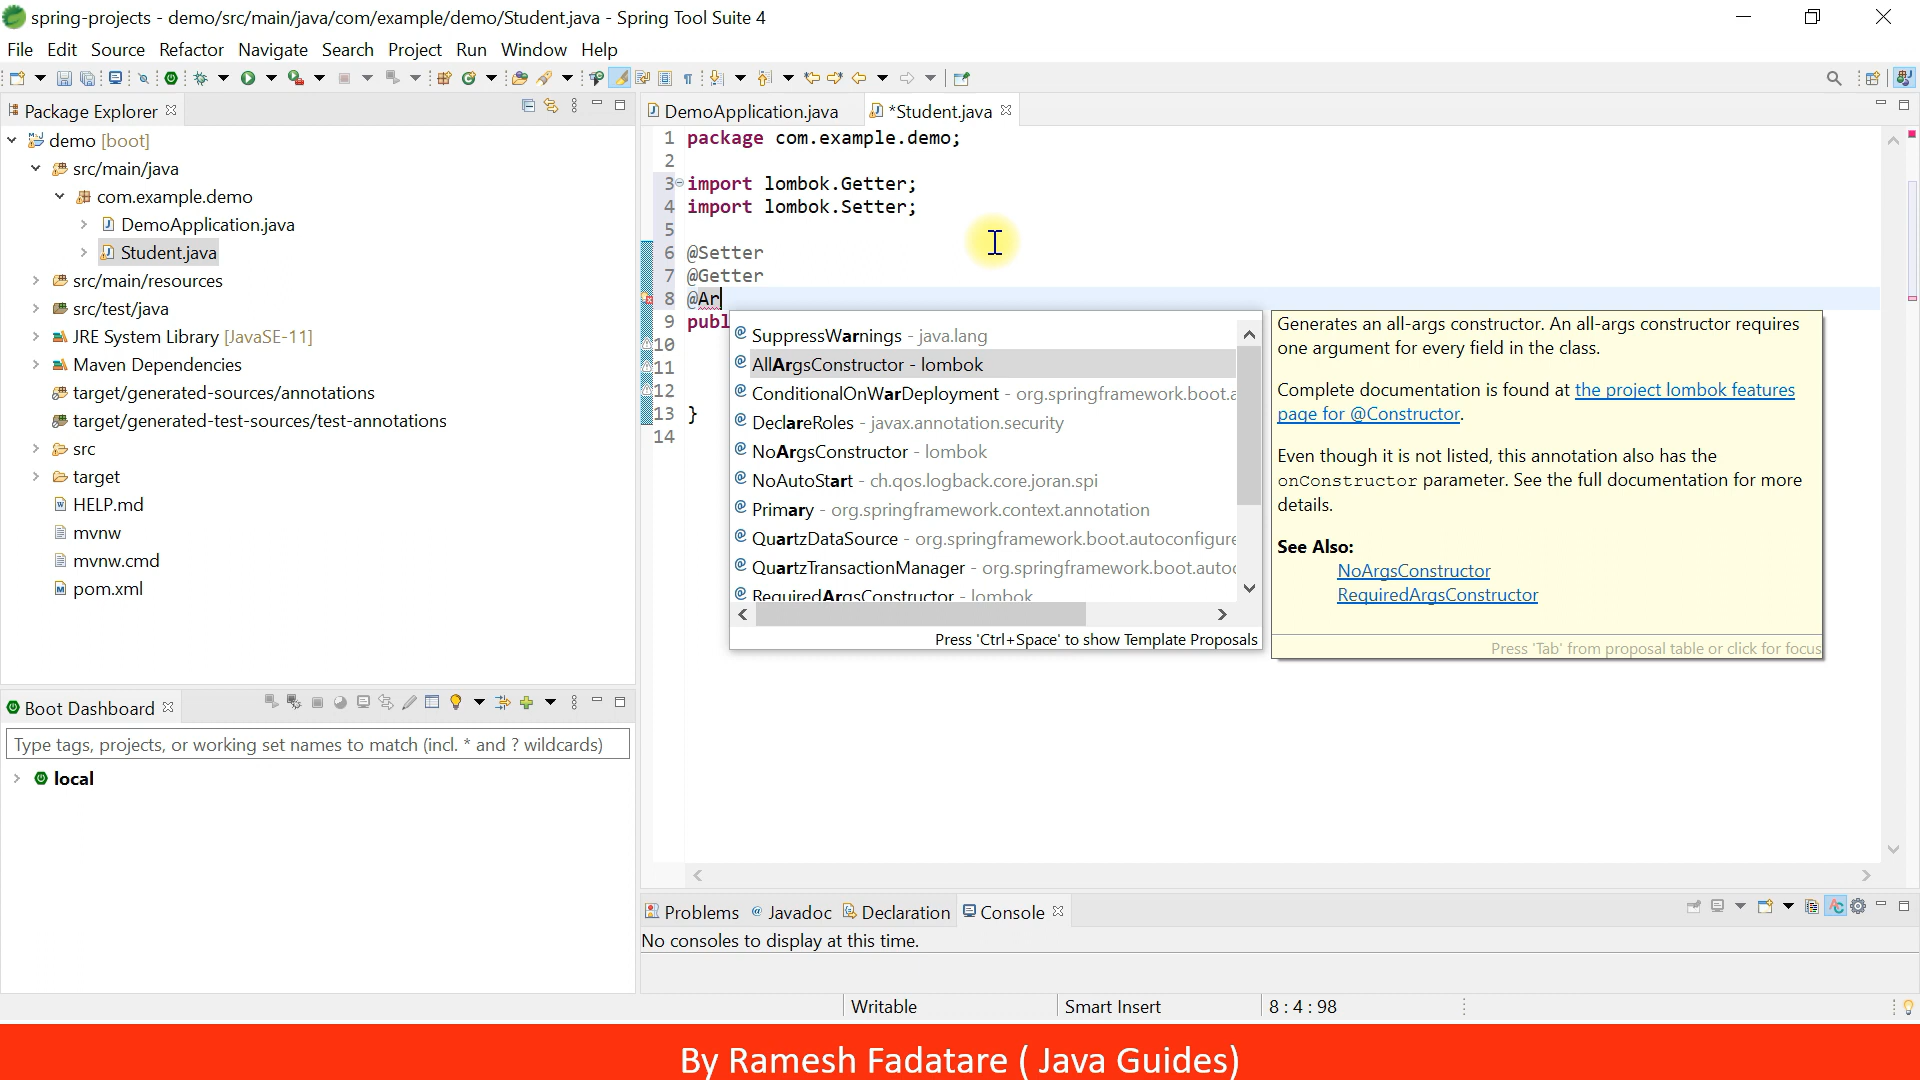 spring-projects - demo/src/main/java/com/example/demo/Student.java - Spring Tool Suite 4
File Edit Source Refactor Navigate Search Project Run Window Help
Package Explorer
demo [boot]
src/main/java
com.example.demo
DemoApplication.java
Student.java
src/main/resources
src/test/java
JRE System Library [JavaSE-11]
Maven Dependencies
target/generated-sources/annotations
target/generated-test-sources/test-annotations
src
target
HELP.md
mvnw
mvnw.cmd
pom.xml
DemoApplication.java
*Student.java
1 package com.example.demo;
2
3 import lombok.Getter;
4 import lombok.Setter;
5
6 @Setter
7 @Getter
8 @Ar
9 publ
10
11
12
13 }
14
SuppressWarnings - java.lang
AllArgsConstructor - lombok
ConditionalOnWarDeployment - org.springframework.boot.a
DeclareRoles - javax.annotation.security
NoArgsConstructor - lombok
NoAutoStart - ch.qos.logback.core.joran.spi
Primary - org.springframework.context.annotation
QuartzDataSource - org.springframework.boot.autoconfigure
QuartzTransactionManager - org.springframework.boot.autoc
RequiredArgsConstructor - lombok
Press 'Ctrl+Space' to show Template Proposals
Generates an all-args constructor. An all-args constructor requires
one argument for every field in the class.
Complete documentation is found at the project lombok features
page for @Constructor.
Even though it is not listed, this annotation also has the
onConstructor parameter. See the full documentation for more
details.
See Also:
NoArgsConstructor
RequiredArgsConstructor
Press 'Tab' from proposal table or click for focus
Boot Dashboard
Type tags, projects, or working set names to match (incl. * and ? wildcards)
local
Problems Javadoc Declaration Console
No consoles to display at this time.
Writable Smart Insert 8 : 4 : 98
By Ramesh Fadatare ( Java Guides)